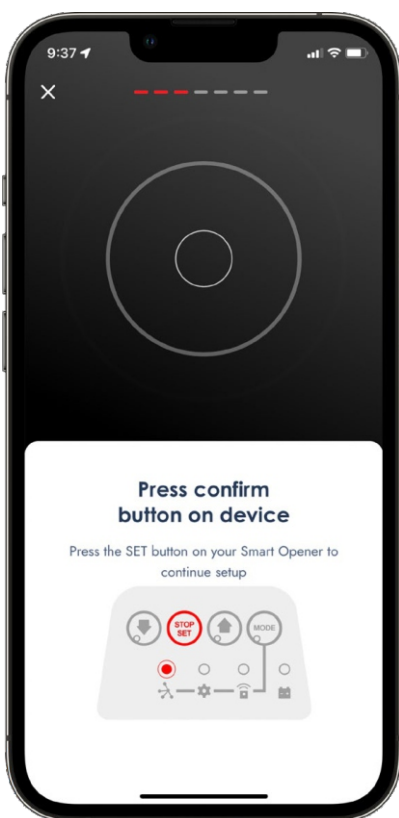 9:37
Press confirm
button on device
Press the SET button on your Smart Opener to
continue setup
STOP
SET
MODE